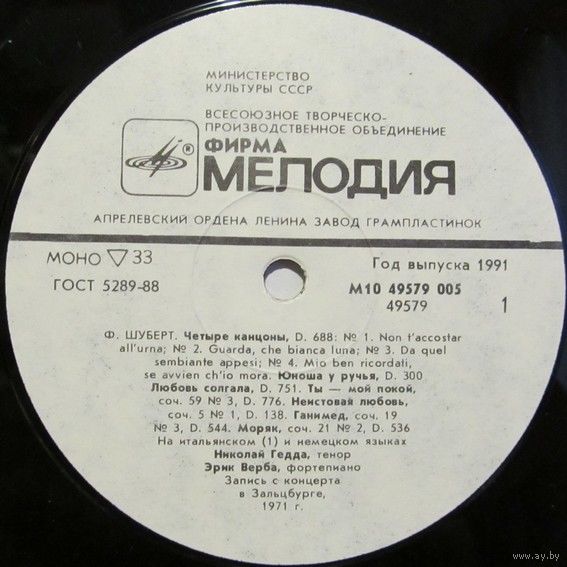 МИНИСТЕРСТВО
КУЛЬТУРЫ СССР
ВСЕСОЮЗНОЕ ТВОРЧЕСКО-
ПРОИЗВОДСТВЕННОЕ ОБЪЕДИНЕНИЕ
®
ФИРМА
МЕЛОДИЯ
АПРЕЛЕВСКИЙ ОРДЕНА ЛЕНИНА ЗАВОД ГРАМПЛАСТИНОК
МОНО ▽ 33
Год выпуска 1991
ГОСТ 5289-88
М10 49579 005
49579
1
Ф. ШУБЕРТ. Четыре канцоны, D. 688: № 1. Non t'accostar
all'urna; № 2. Guarda, che bianca luna; № 3. Da quel
sembiante appesi; № 4. Mio ben ricordati,
se avvien ch'io mora. Юноша у ручья, D. 300
Любовь солгала, D. 751. Ты — мой покой,
соч. 59 № 3, D. 776. Неистовая любовь,
соч. 5 № 1, D. 138. Ганимед, соч. 19
№ 3, D. 544. Моряк, соч. 21 № 2, D. 536
На итальянском (1) и немецком языках
Николай Гедда, тенор
Эрик Верба, фортепиано
Запись с концерта
в Зальцбурге,
1971 г.
www.ay.by